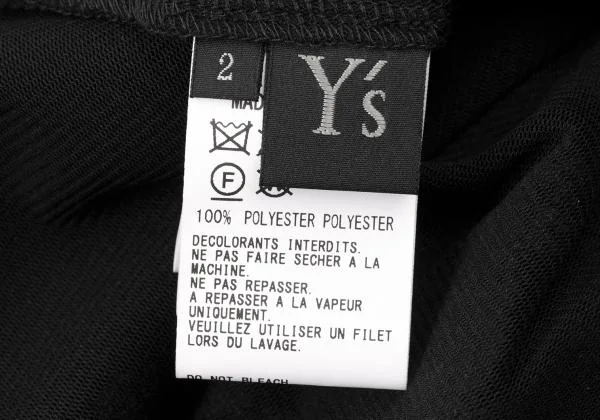 2
Y's
F
100% POLYESTER POLYESTER
DECOLORANTS INTERDITS.
NE PAS FAIRE SECHER A LA
MACHINE.
NE PAS REPASSER.
A REPASSER A LA VAPEUR
UNIQUEMENT.
VEUILLEZ UTILISER UN FILET
LORS DU LAVAGE.
DO NOT BLEACH